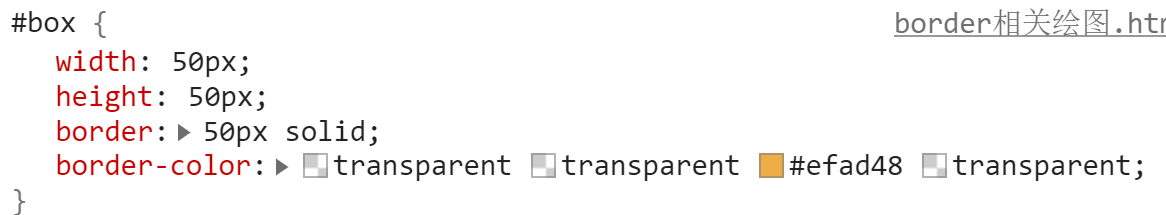 #box {
border相关绘图.htm
width: 50px;
height: 50px;
border: 50px solid;
border-color: transparent transparent #efad48 transparent;
}